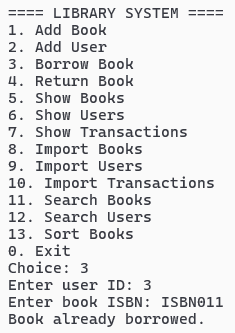 ==== LIBRARY SYSTEM ====
1. Add Book
2. Add User
3. Borrow Book
4. Return Book
5. Show Books
6. Show Users
7. Show Transactions
8. Import Books
9. Import Users
10. Import Transactions
11. Search Books
12. Search Users
13. Sort Books
0. Exit
Choice: 3
Enter user ID: 3
Enter book ISBN: ISBN011
Book already borrowed.